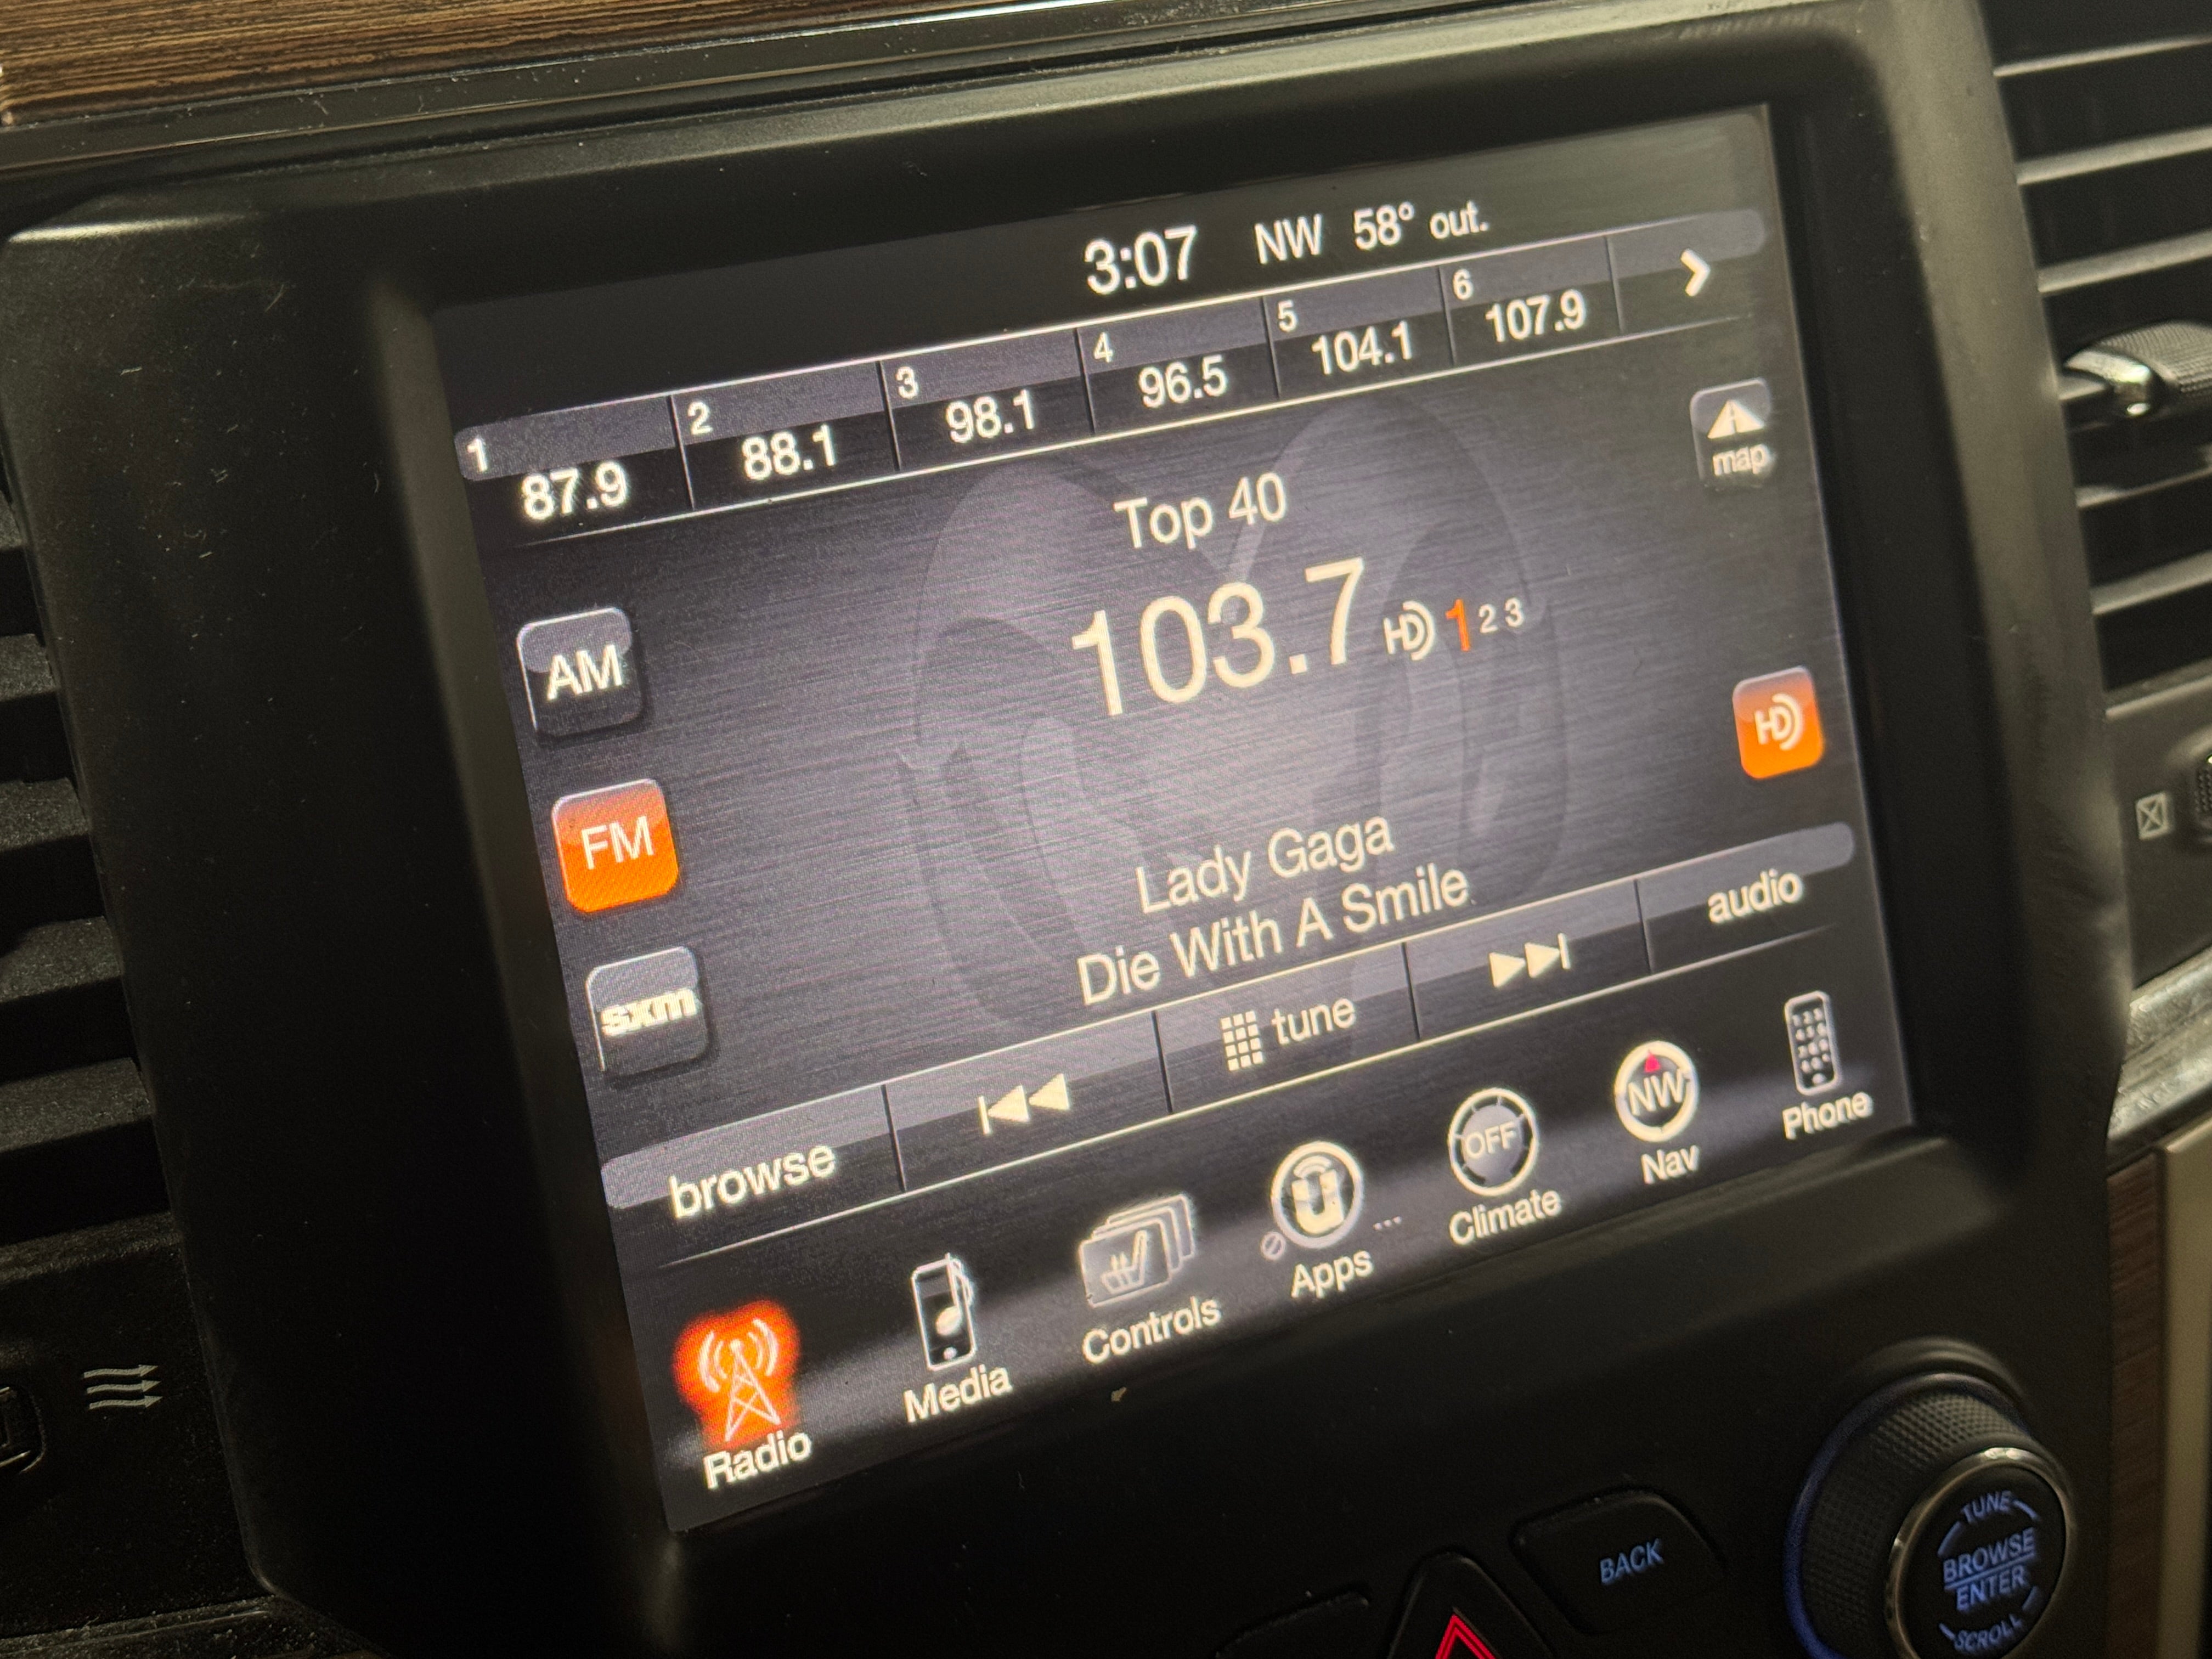 3:07 NW 58° out.
1 2 3 4 5 6
87.9 88.1 98.1 96.5 104.1 107.9
map
Top 40
AM
103.7 HD 1 2 3
HD
FM
Lady Gaga
Die With A Smile
sxm
browse tune audio
OFF NW
Radio Media Controls Apps Climate Nav Phone
BACK
TUNE
BROWSE
ENTER
SCROLL